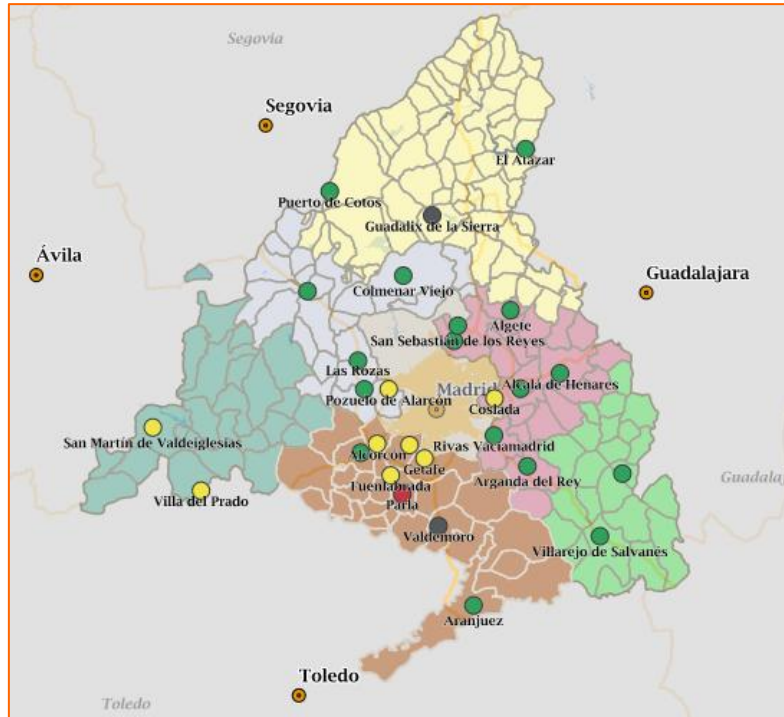 Segovia
Segovia
El Atazar
Puerto de Cotos
Guadalix de la Sierra
Ávila
Guadalajara
Colmenar Viejo
Algete
San Sebastián de los Reyes
Las Rozas
Madrid
Alcalá de Henares
Pozuelo de Alarcón
Coslada
San Martín de Valdeiglesias
Rivas Vaciamadrid
Alcorcón
Getafe
Arganda del Rey
Guadalaj
Fuenlabrada
Villa del Prado
Parla
Valdemoro
Villarejo de Salvanés
Aranjuez
Toledo
Toledo